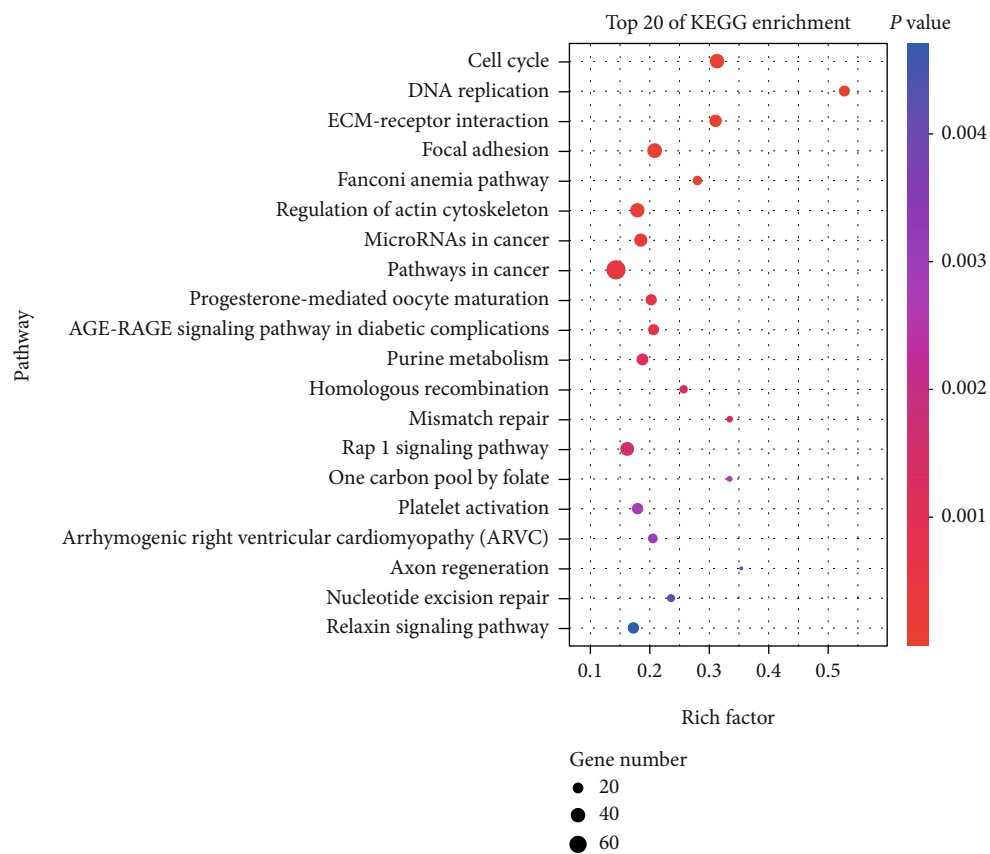 Top 20 of KEGG enrichment
P value
Cell cycle
DNA replication
ECM-receptor interaction
Focal adhesion
Fanconi anemia pathway
Regulation of actin cytoskeleton
MicroRNAs in cancer
Pathways in cancer
Progesterone-mediated oocyte maturation
AGE-RAGE signaling pathway in diabetic complications
Purine metabolism
Homologous recombination
Mismatch repair
Rap 1 signaling pathway
One carbon pool by folate
Platelet activation
Arrhymogenic right ventricular cardiomyopathy (ARVC)
Axon regeneration
Nucleotide excision repair
Relaxin signaling pathway
Pathway
0.004
0.003
0.002
0.001
0.1 0.2 0.3 0.4 0.5
Rich factor
Gene number
20
40
60